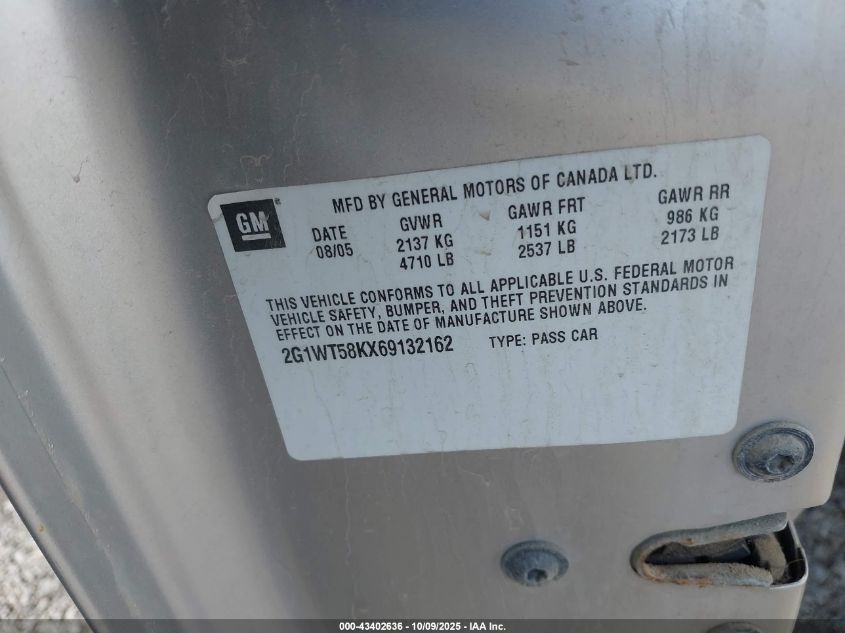 MFD BY GENERAL MOTORS OF CANADA LTD.
GM
DATE GVWR GAWR FRT GAWR RR
08/05 2137 KG 1151 KG 986 KG
4710 LB 2537 LB 2173 LB
THIS VEHICLE CONFORMS TO ALL APPLICABLE U.S. FEDERAL MOTOR
VEHICLE SAFETY, BUMPER, AND THEFT PREVENTION STANDARDS IN
EFFECT ON THE DATE OF MANUFACTURE SHOWN ABOVE.
2G1WT58KX69132162 TYPE: PASS CAR
000-43402636 - 10/09/2025 - IAA Inc.